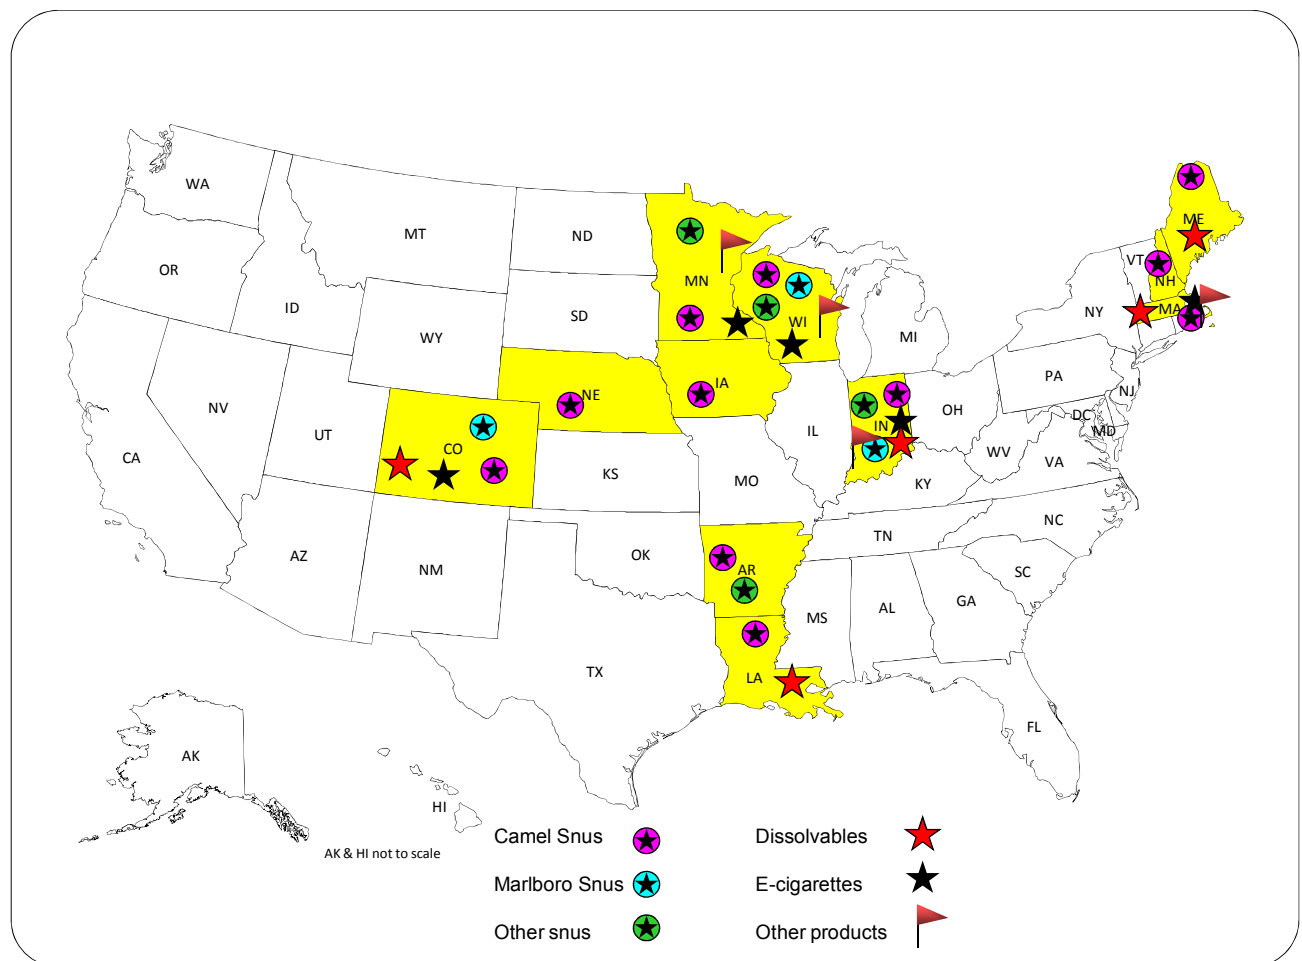 WA
ME
MT
ND
VT
OR
NH
MN
ID
SD
WI
NY
MA
WY
MI
PA
IA
NE
NJ
NV
OH
DC
IN
MD
UT
CO
IL
WV
CA
VA
KS
MO
KY
NC
TN
AZ
OK
NM
AR
SC
GA
AL
MS
TX
LA
FL
AK
HI
AK & HI not to scale
Camel Snus
Dissolvables
Marlboro Snus
E-cigarettes
Other snus
Other products